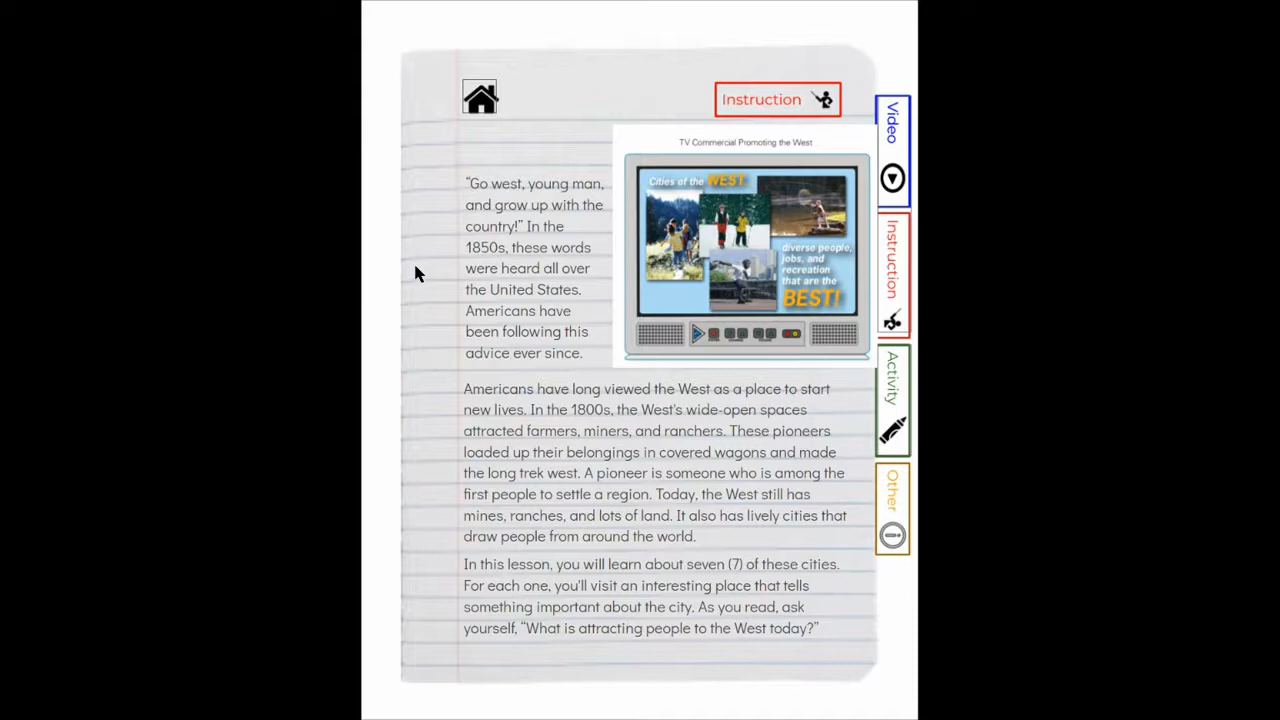 Instruction
TV Commercial Promoting the West
Cities of the WEST:
diverse people,
jobs, and
recreation
that are the
BEST!
“Go west, young man,
and grow up with the
country!” In the
1850s, these words
were heard all over
the United States.
Americans have
been following this
advice ever since.
Americans have long viewed the West as a place to start
new lives. In the 1800s, the West's wide-open spaces
attracted farmers, miners, and ranchers. These pioneers
loaded up their belongings in covered wagons and made
the long trek west. A pioneer is someone who is among the
first people to settle a region. Today, the West still has
mines, ranches, and lots of land. It also has lively cities that
draw people from around the world.
In this lesson, you will learn about seven (7) of these cities.
For each one, you'll visit an interesting place that tells
something important about the city. As you read, ask
yourself, “What is attracting people to the West today?”
Video
Instruction
Activity
Other